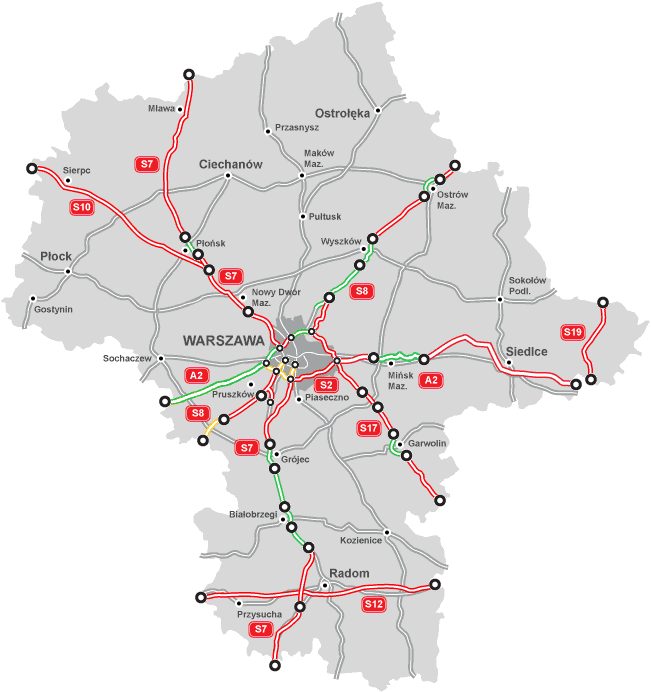 Mława
Ostrołęka
Przasnysz
S7
Ciechanów
Maków
Maz.
Sierpc
S10
Ostrów
Maz.
Pułtusk
Płońsk
Wyszków
Płock
S7
Nowy Dwór
Maz.
S8
Sokołów
Podl.
Gostynin
WARSZAWA
S19
Sochaczew
Siedlce
A2
Pruszków
S2
Mińsk
Maz.
A2
Piaseczno
S8
S17
S7
Garwolin
Grójec
Białobrzegi
Kozienice
Radom
S12
Przysucha
S7